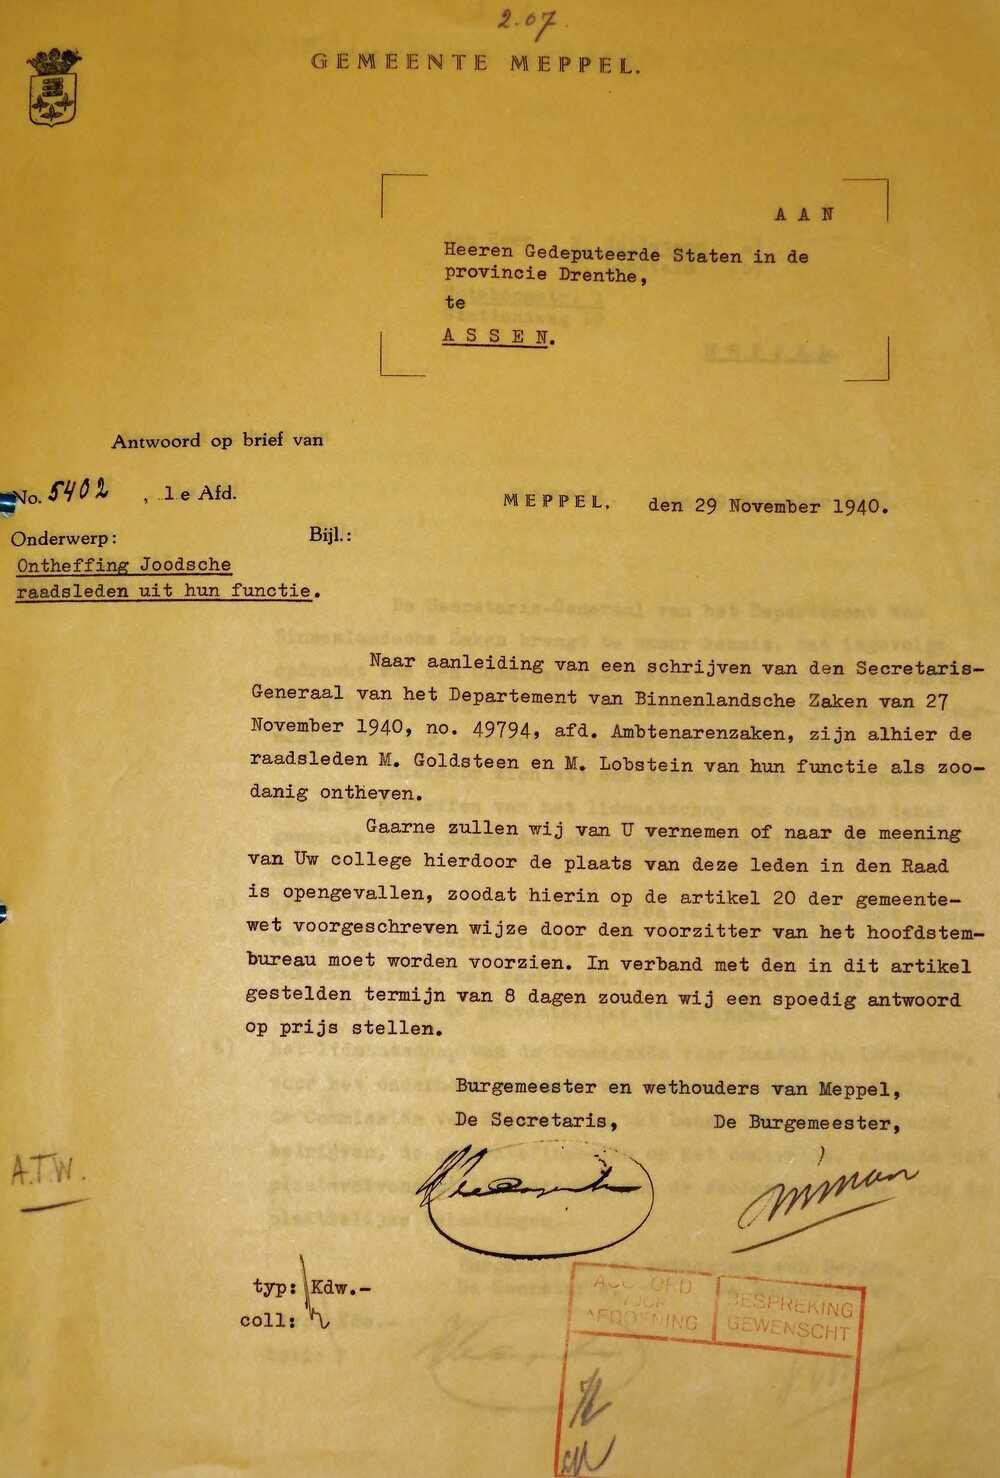 2.07.
GEMEENTE MEPPEL.
AAN
Heeren Gedeputeerde Staten in de
provincie Drenthe,
te
ASSEN.
Antwoord op brief van
No. 5402 , 1e Afd.
MEPPEL, den 29 November 1940.
Onderwerp: Bijl.:
Ontheffing Joodsche
raadsleden uit hun functie.
Naar aanleiding van een schrijven van den Secretaris-
Generaal van het Departement van Binnenlandsche Zaken van 27
November 1940, no. 49794, afd. Ambtenarenzaken, zijn alhier de
raadsleden M. Goldsteen en M. Lobstein van hun functie als zoo-
danig ontheven.
Gaarne zullen wij van U vernemen of naar de meening
van Uw college hierdoor de plaats van deze leden in den Raad
is opengevallen, zoodat hierin op de artikel 20 der gemeente-
wet voorgeschreven wijze door den voorzitter van het hoofdstem-
bureau moet worden voorzien. In verband met den in dit artikel
gestelden termijn van 8 dagen zouden wij een spoedig antwoord
op prijs stellen.
Burgemeester en wethouders van Meppel,
De Secretaris, De Burgemeester,
A.T.W.
typ: Kdw.-
coll:
ACCOORD
VOOR
AFDOENING
BESPREKING
GEWENSCHT